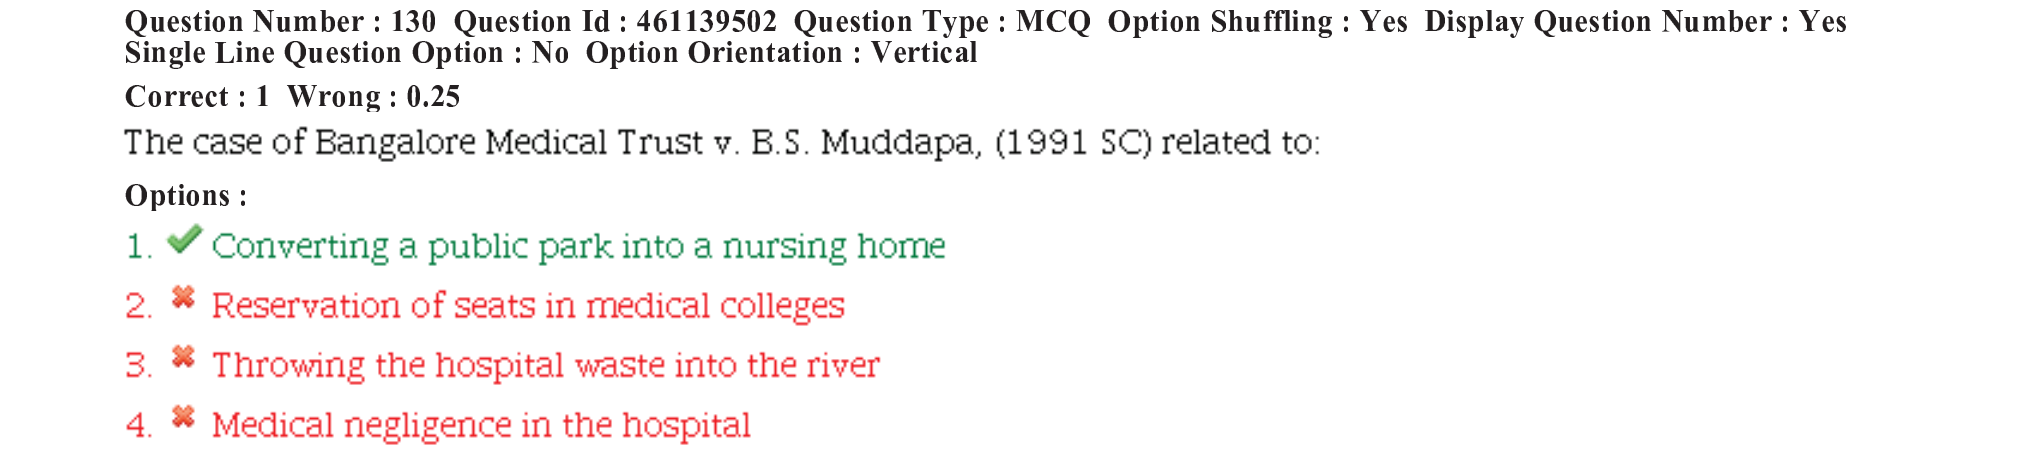 Question Number : 130 Question Id : 461139502 Question Type : MCQ Option Shuffling : Yes Display Question Number : Yes
Single Line Question Option : No Option Orientation : Vertical
Correct : 1 Wrong : 0.25
The case of Bangalore Medical Trust v. B.S. Muddapa, (1991 SC) related to:
Options :
1. ✔ Converting a public park into a nursing home
2. ✖ Reservation of seats in medical colleges
3. ✖ Throwing the hospital waste into the river
4. ✖ Medical negligence in the hospital